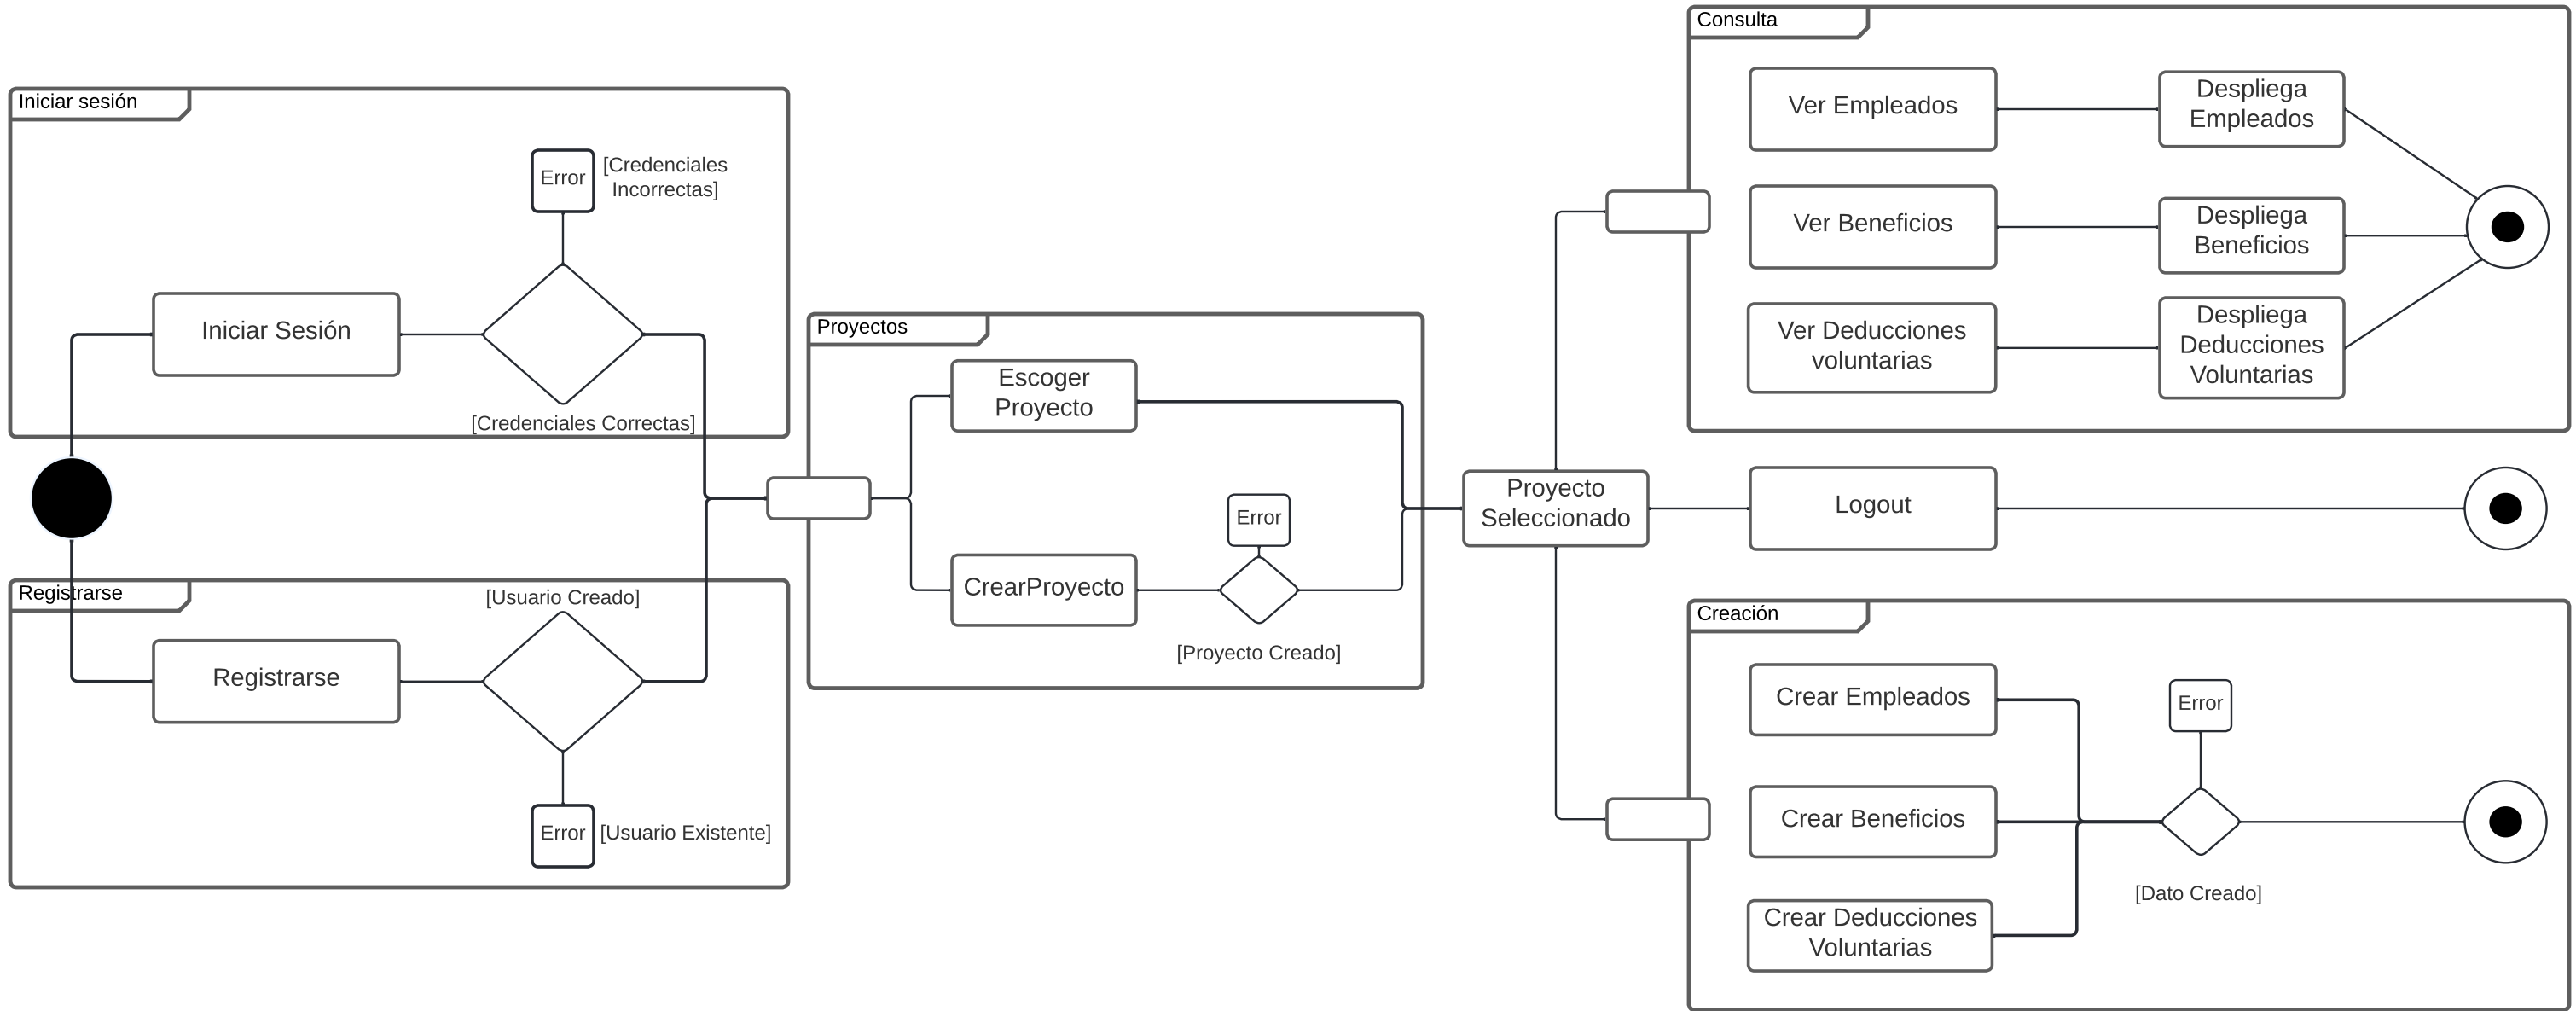 Iniciar sesión
Error
[Credenciales
Incorrectas]
Iniciar Sesión
[Credenciales Correctas]
Registrarse
[Usuario Creado]
Registrarse
Error
[Usuario Existente]
Proyectos
Escoger
Proyecto
Error
CrearProyecto
[Proyecto Creado]
Proyecto
Seleccionado
Consulta
Ver Empleados
Despliega
Empleados
Ver Beneficios
Despliega
Beneficios
Ver Deducciones
voluntarias
Despliega
Deducciones
Voluntarias
Logout
Creación
Crear Empleados
Error
Crear Beneficios
[Dato Creado]
Crear Deducciones
Voluntarias